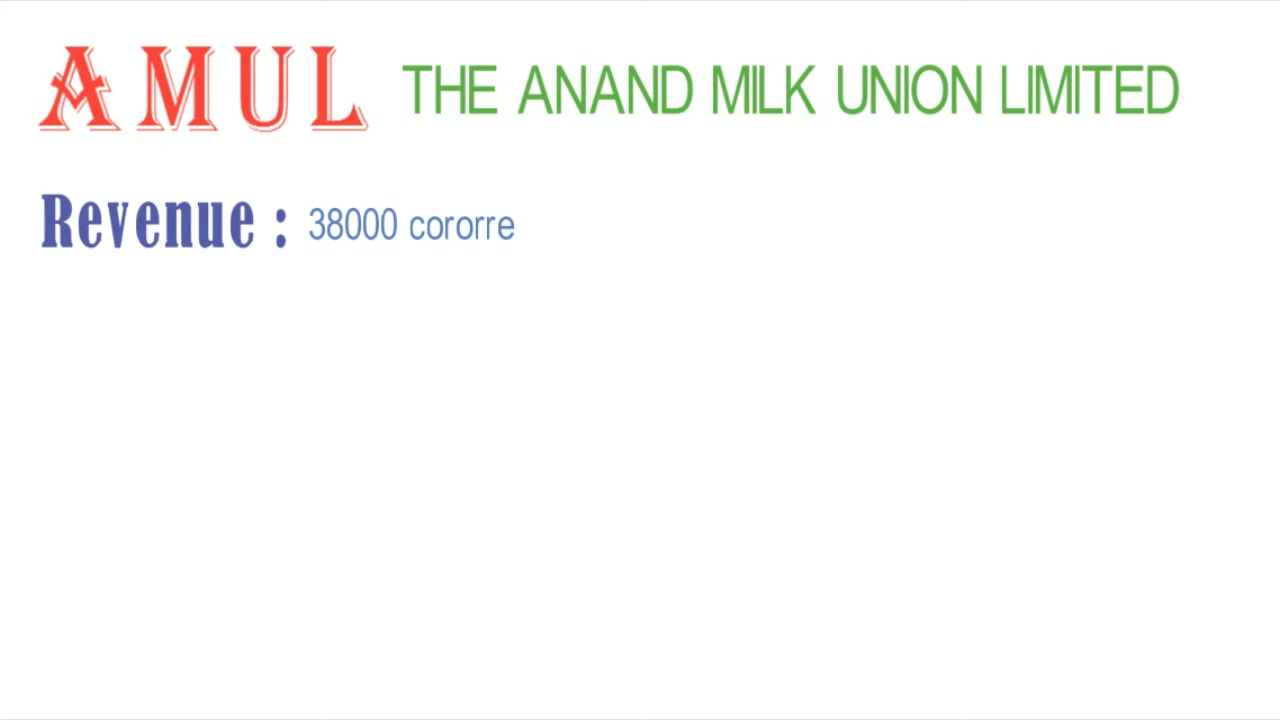 AMUL THE ANAND MILK UNION LIMITED
Revenue : 38000 cororre